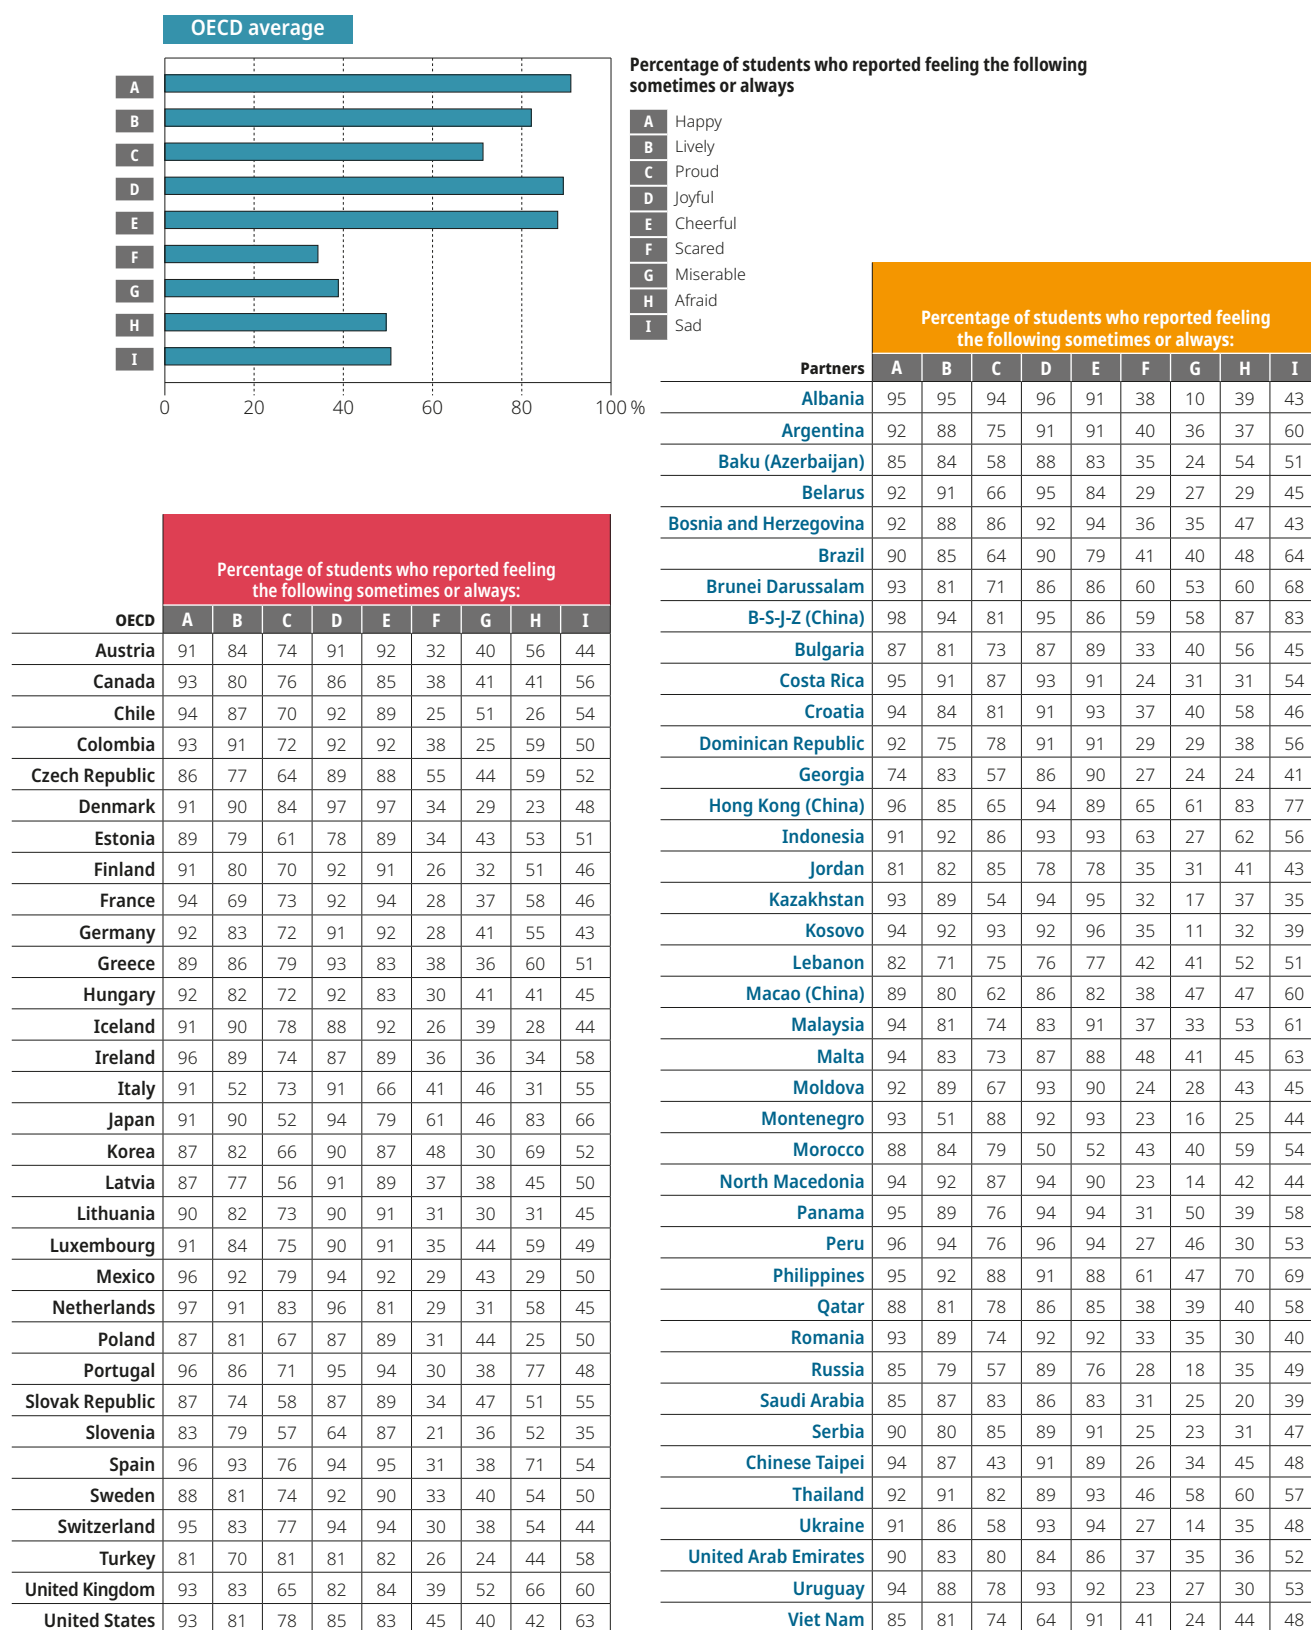 OECD average
A
B
C
D
E
F
G
H
I
0 20 40 60 80 100 %
Percentage of students who reported feeling the following
sometimes or always
A Happy
B Lively
C Proud
D Joyful
E Cheerful
F Scared
G Miserable
H Afraid
I Sad
Percentage of students who reported feeling
the following sometimes or always:
OECD A B C D E F G H I
Austria 91 84 74 91 92 32 40 56 44
Canada 93 80 76 86 85 38 41 41 56
Chile 94 87 70 92 89 25 51 26 54
Colombia 93 91 72 92 92 38 25 59 50
Czech Republic 86 77 64 89 88 55 44 59 52
Denmark 91 90 84 97 97 34 29 23 48
Estonia 89 79 61 78 89 34 43 53 51
Finland 91 80 70 92 91 26 32 51 46
France 94 69 73 92 94 28 37 58 46
Germany 92 83 72 91 92 28 41 55 43
Greece 89 86 79 93 83 38 36 60 51
Hungary 92 82 72 92 83 30 41 41 45
Iceland 91 90 78 88 92 26 39 28 44
Ireland 96 89 74 87 89 36 36 34 58
Italy 91 52 73 91 66 41 46 31 55
Japan 91 90 52 94 79 61 46 83 66
Korea 87 82 66 90 87 48 30 69 52
Latvia 87 77 56 91 89 37 38 45 50
Lithuania 90 82 73 90 91 31 30 31 45
Luxembourg 91 84 75 90 91 35 44 59 49
Mexico 96 92 79 94 92 29 43 29 50
Netherlands 97 91 83 96 81 29 31 58 45
Poland 87 81 67 87 89 31 44 25 50
Portugal 96 86 71 95 94 30 38 77 48
Slovak Republic 87 74 58 87 89 34 47 51 55
Slovenia 83 79 57 64 87 21 36 52 35
Spain 96 93 76 94 95 31 38 71 54
Sweden 88 81 74 92 90 33 40 54 50
Switzerland 95 83 77 94 94 30 38 54 44
Turkey 81 70 81 81 82 26 24 44 58
United Kingdom 93 83 65 82 84 39 52 66 60
United States 93 81 78 85 83 45 40 42 63
Percentage of students who reported feeling
the following sometimes or always:
Partners A B C D E F G H I
Albania 95 95 94 96 91 38 10 39 43
Argentina 92 88 75 91 91 40 36 37 60
Baku (Azerbaijan) 85 84 58 88 83 35 24 54 51
Belarus 92 91 66 95 84 29 27 29 45
Bosnia and Herzegovina 92 88 86 92 94 36 35 47 43
Brazil 90 85 64 90 79 41 40 48 64
Brunei Darussalam 93 81 71 86 86 60 53 60 68
B-S-J-Z (China) 98 94 81 95 86 59 58 87 83
Bulgaria 87 81 73 87 89 33 40 56 45
Costa Rica 95 91 87 93 91 24 31 31 54
Croatia 94 84 81 91 93 37 40 58 46
Dominican Republic 92 75 78 91 91 29 29 38 56
Georgia 74 83 57 86 90 27 24 24 41
Hong Kong (China) 96 85 65 94 89 65 61 83 77
Indonesia 91 92 86 93 93 63 27 62 56
Jordan 81 82 85 78 78 35 31 41 43
Kazakhstan 93 89 54 94 95 32 17 37 35
Kosovo 94 92 93 92 96 35 11 32 39
Lebanon 82 71 75 76 77 42 41 52 51
Macao (China) 89 80 62 86 82 38 47 47 60
Malaysia 94 81 74 83 91 37 33 53 61
Malta 94 83 73 87 88 48 41 45 63
Moldova 92 89 67 93 90 24 28 43 45
Montenegro 93 51 88 92 93 23 16 25 44
Morocco 88 84 79 50 52 43 40 59 54
North Macedonia 94 92 87 94 90 23 14 42 44
Panama 95 89 76 94 94 31 50 39 58
Peru 96 94 76 96 94 27 46 30 53
Philippines 95 92 88 91 88 61 47 70 69
Qatar 88 81 78 86 85 38 39 40 58
Romania 93 89 74 92 92 33 35 30 40
Russia 85 79 57 89 76 28 18 35 49
Saudi Arabia 85 87 83 86 83 31 25 20 39
Serbia 90 80 85 89 91 25 23 31 47
Chinese Taipei 94 87 43 91 89 26 34 45 48
Thailand 92 91 82 89 93 46 58 60 57
Ukraine 91 86 58 93 94 27 14 35 48
United Arab Emirates 90 83 80 84 86 37 35 36 52
Uruguay 94 88 78 93 92 23 27 30 53
Viet Nam 85 81 74 64 91 41 24 44 48